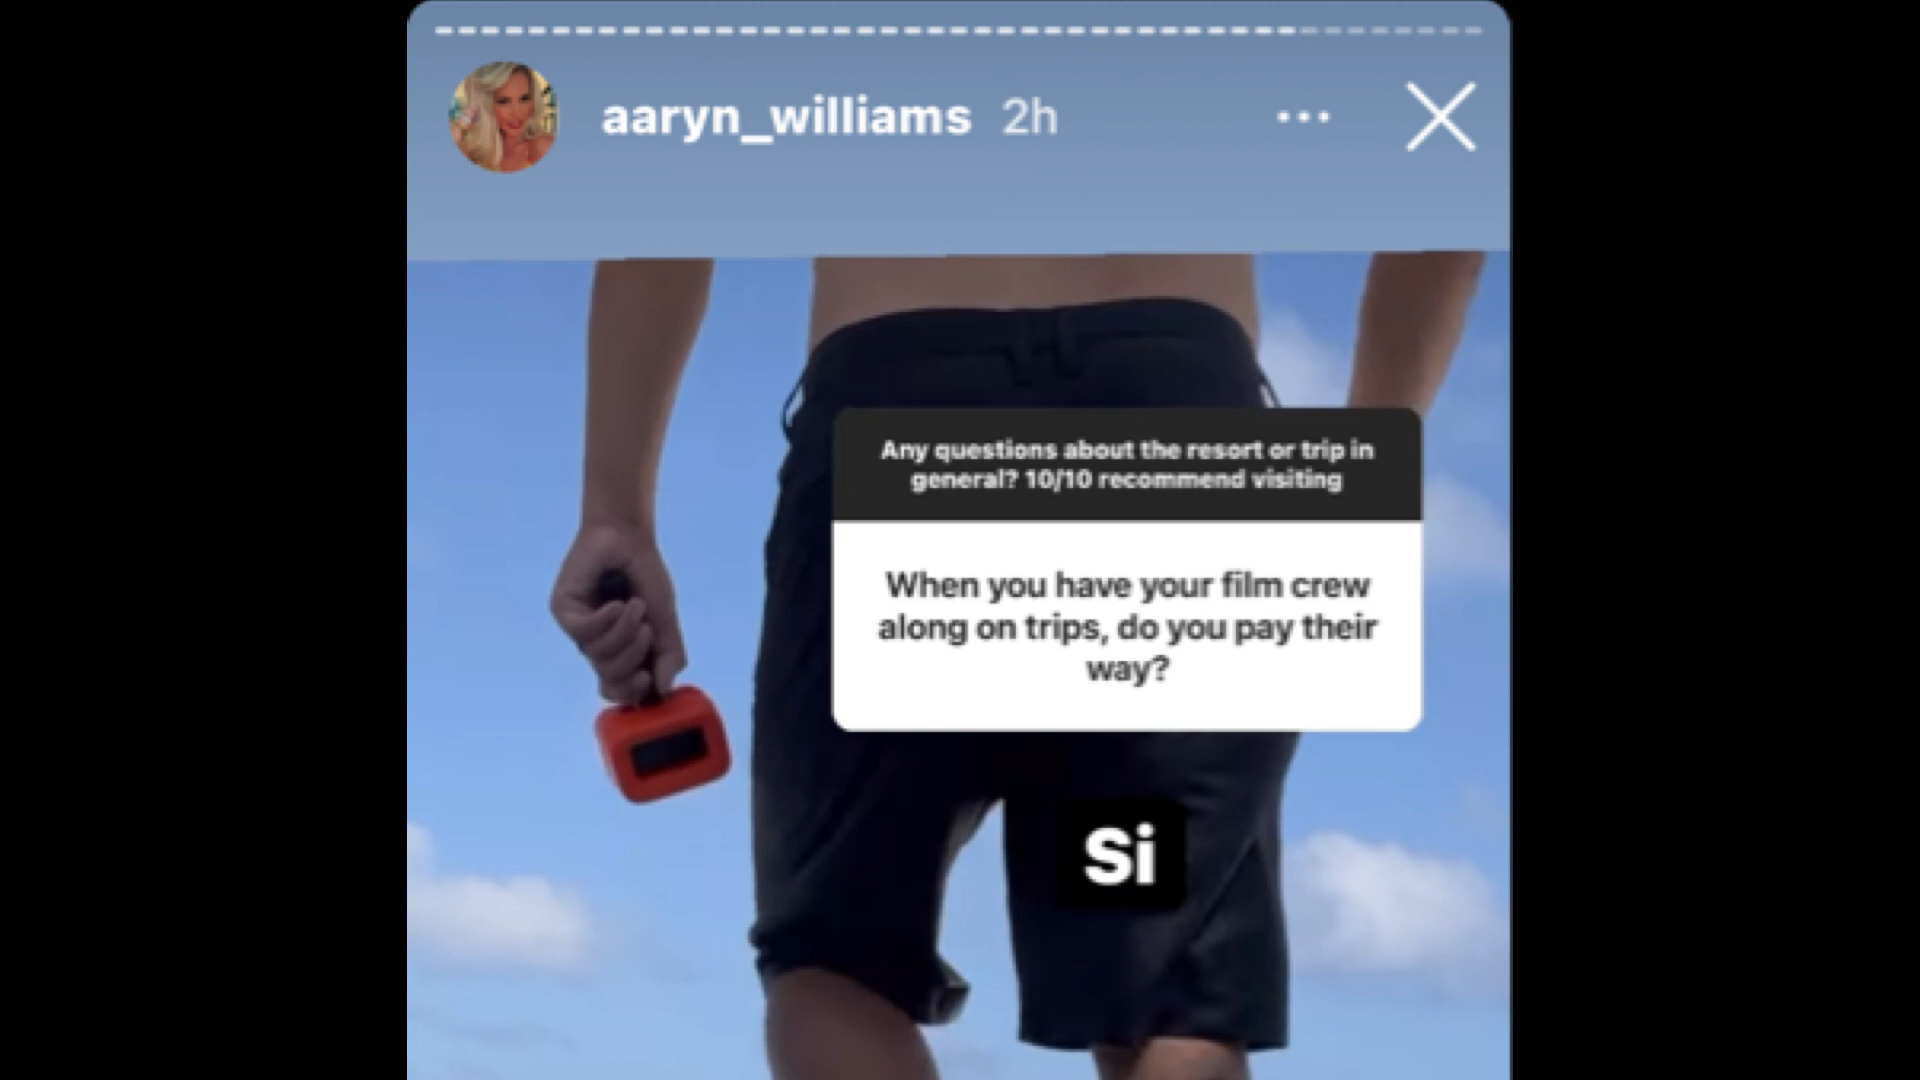 aaryn_williams 2h
Any questions about the resort or trip in
general? 10/10 recommend visiting
When you have your film crew
along on trips, do you pay their
way?
Si